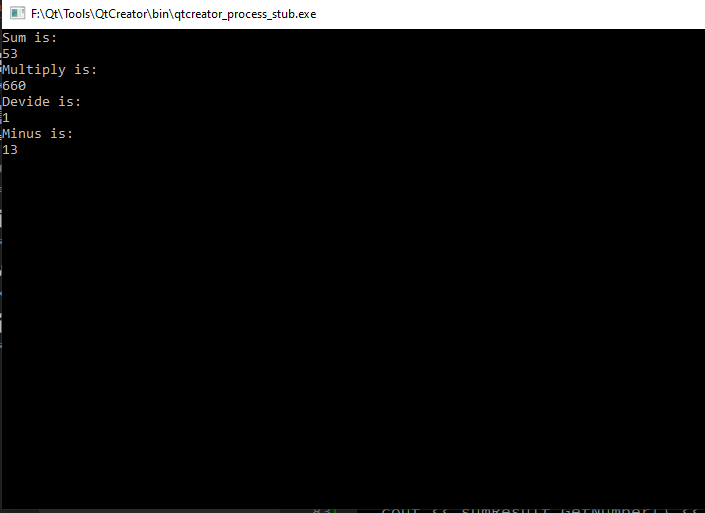 F:\Qt\Tools\QtCreator\bin\qtcreator_process_stub.exe
Sum is:
53
Multiply is:
660
Devide is:
1
Minus is:
13